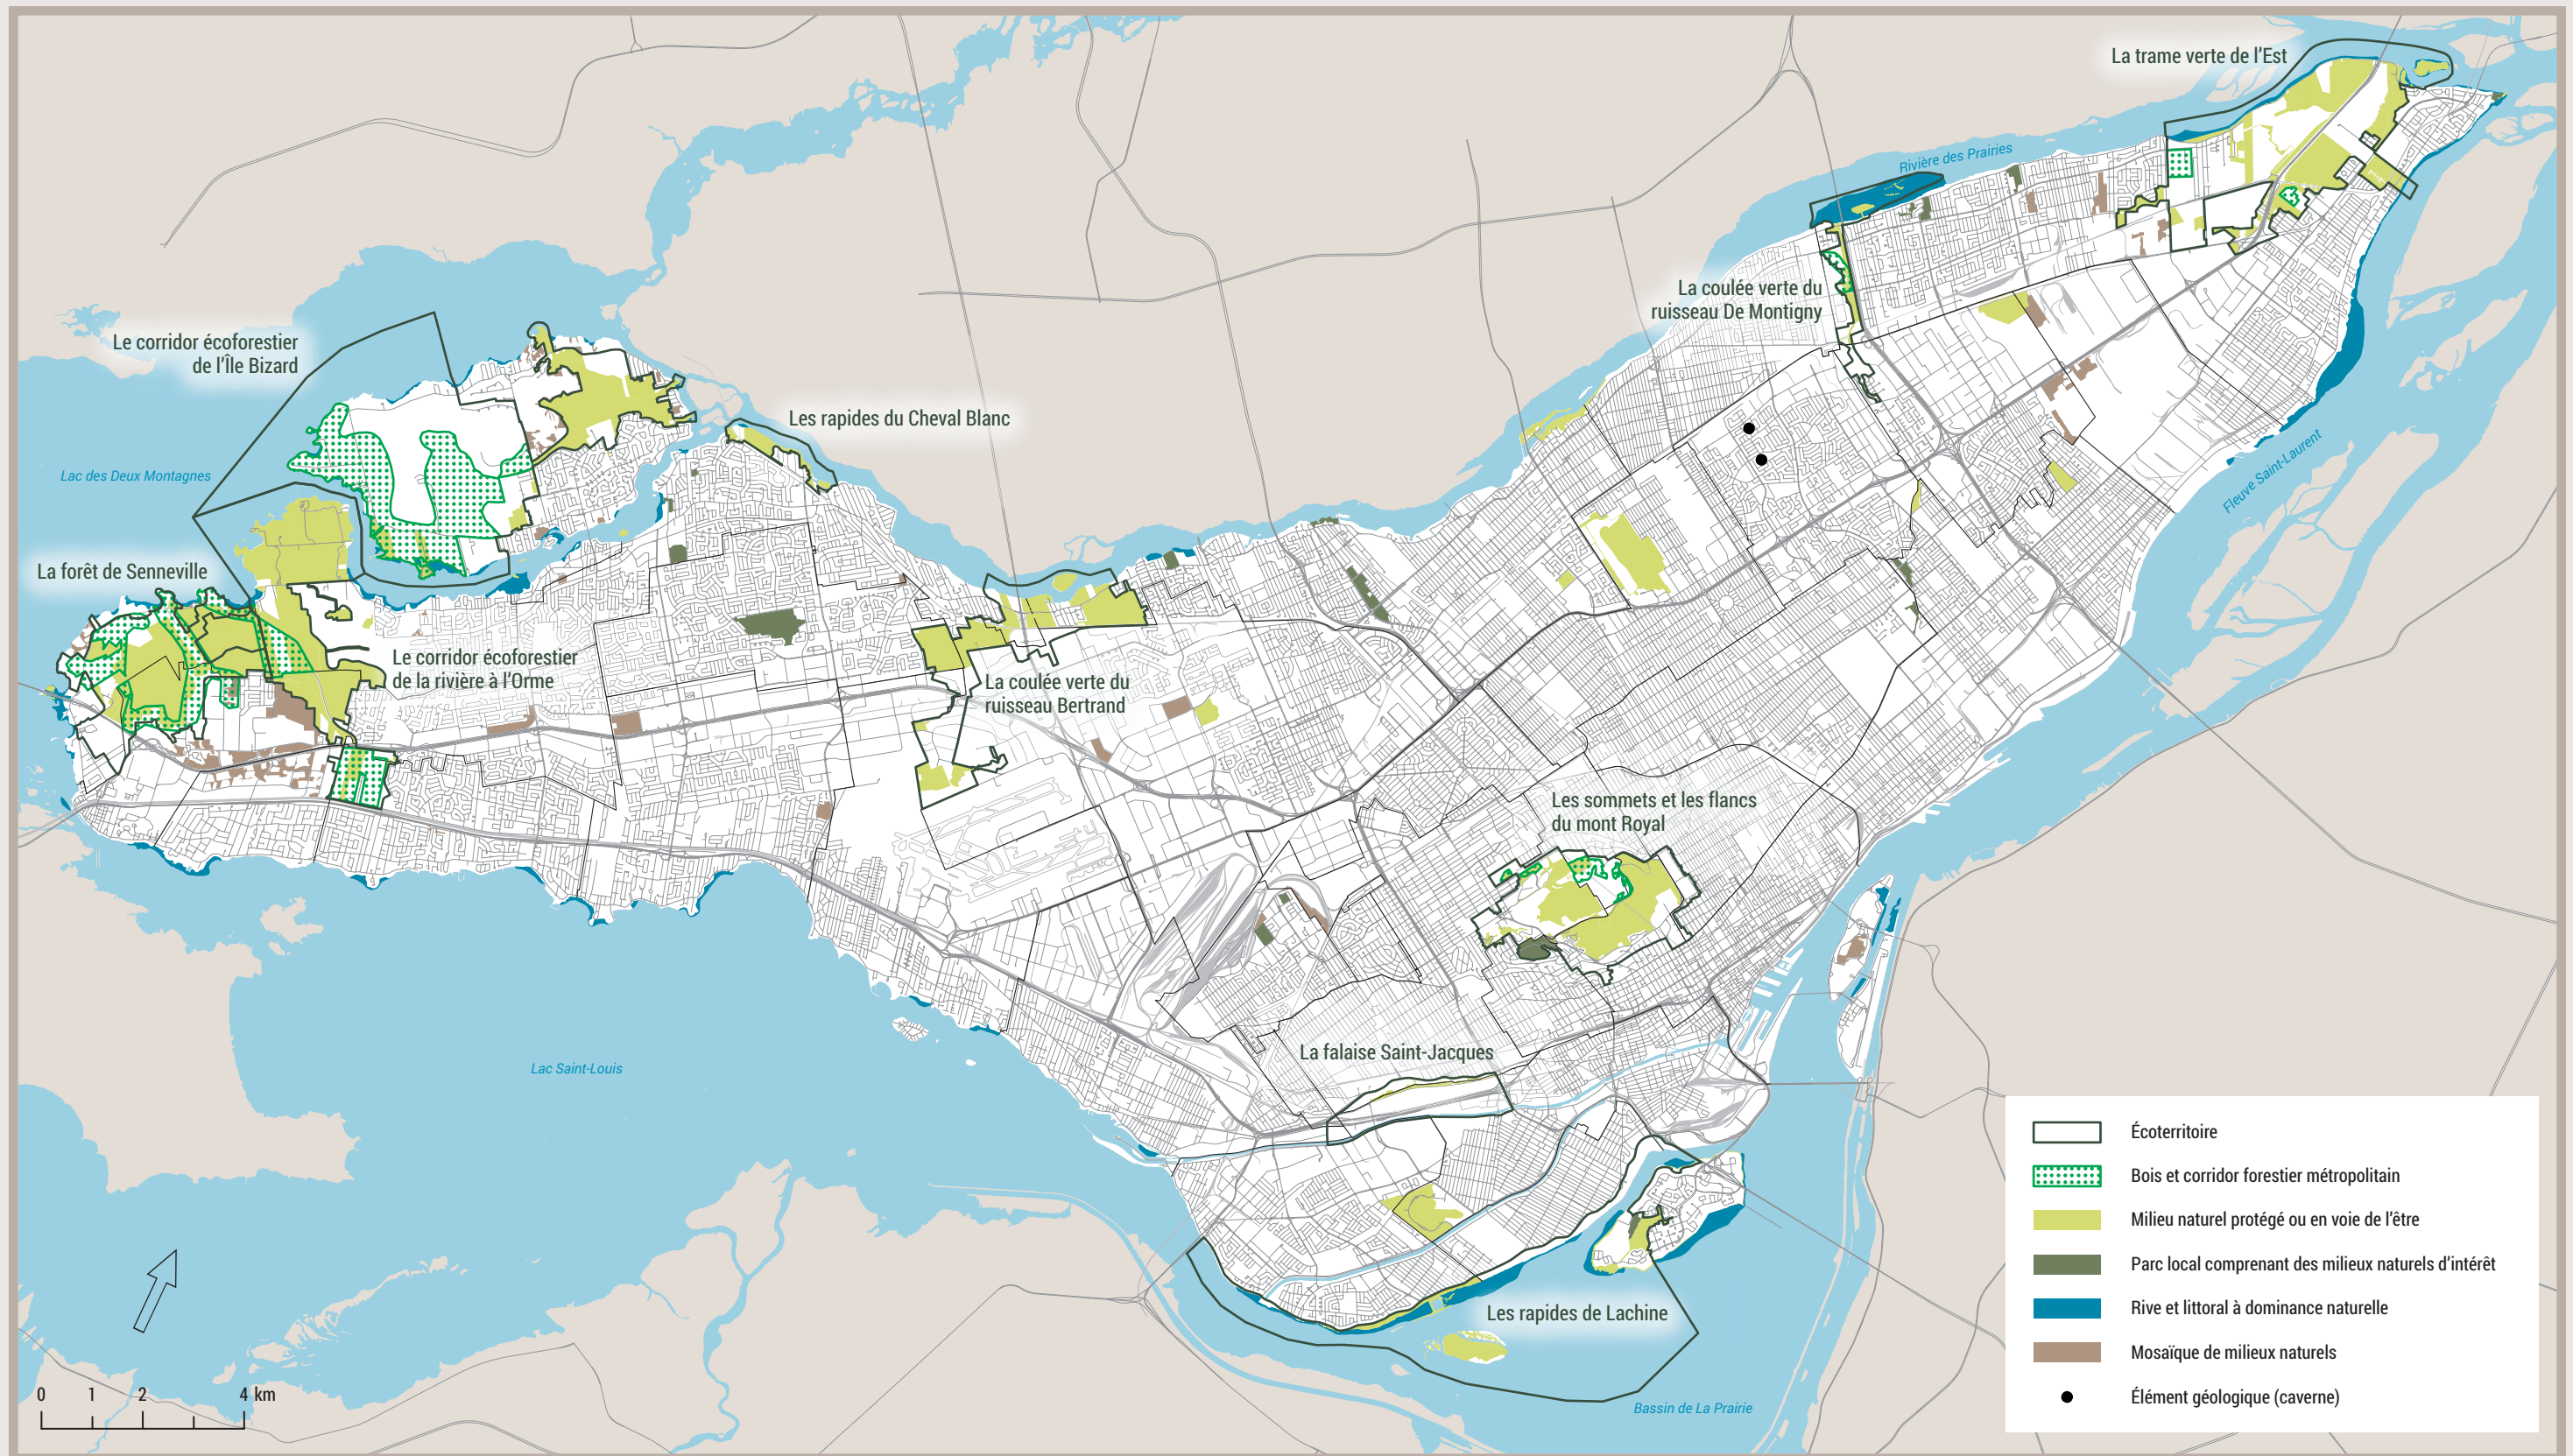 La trame verte de l'Est
Rivière des Prairies
La coulée verte du
ruisseau De Montigny
Le corridor écoforestier
de l'Île Bizard
Les rapides du Cheval Blanc
Lac des Deux Montagnes
Fleuve Saint-Laurent
La forêt de Senneville
Le corridor écoforestier
de la rivière à l'Orme
La coulée verte du
ruisseau Bertrand
Les sommets et les flancs
du mont Royal
La falaise Saint-Jacques
Lac Saint-Louis
Les rapides de Lachine
Bassin de La Prairie
0 1 2 4 km
Écoterritoire
Bois et corridor forestier métropolitain
Milieu naturel protégé ou en voie de l'être
Parc local comprenant des milieux naturels d'intérêt
Rive et littoral à dominance naturelle
Mosaïque de milieux naturels
Élément géologique (caverne)